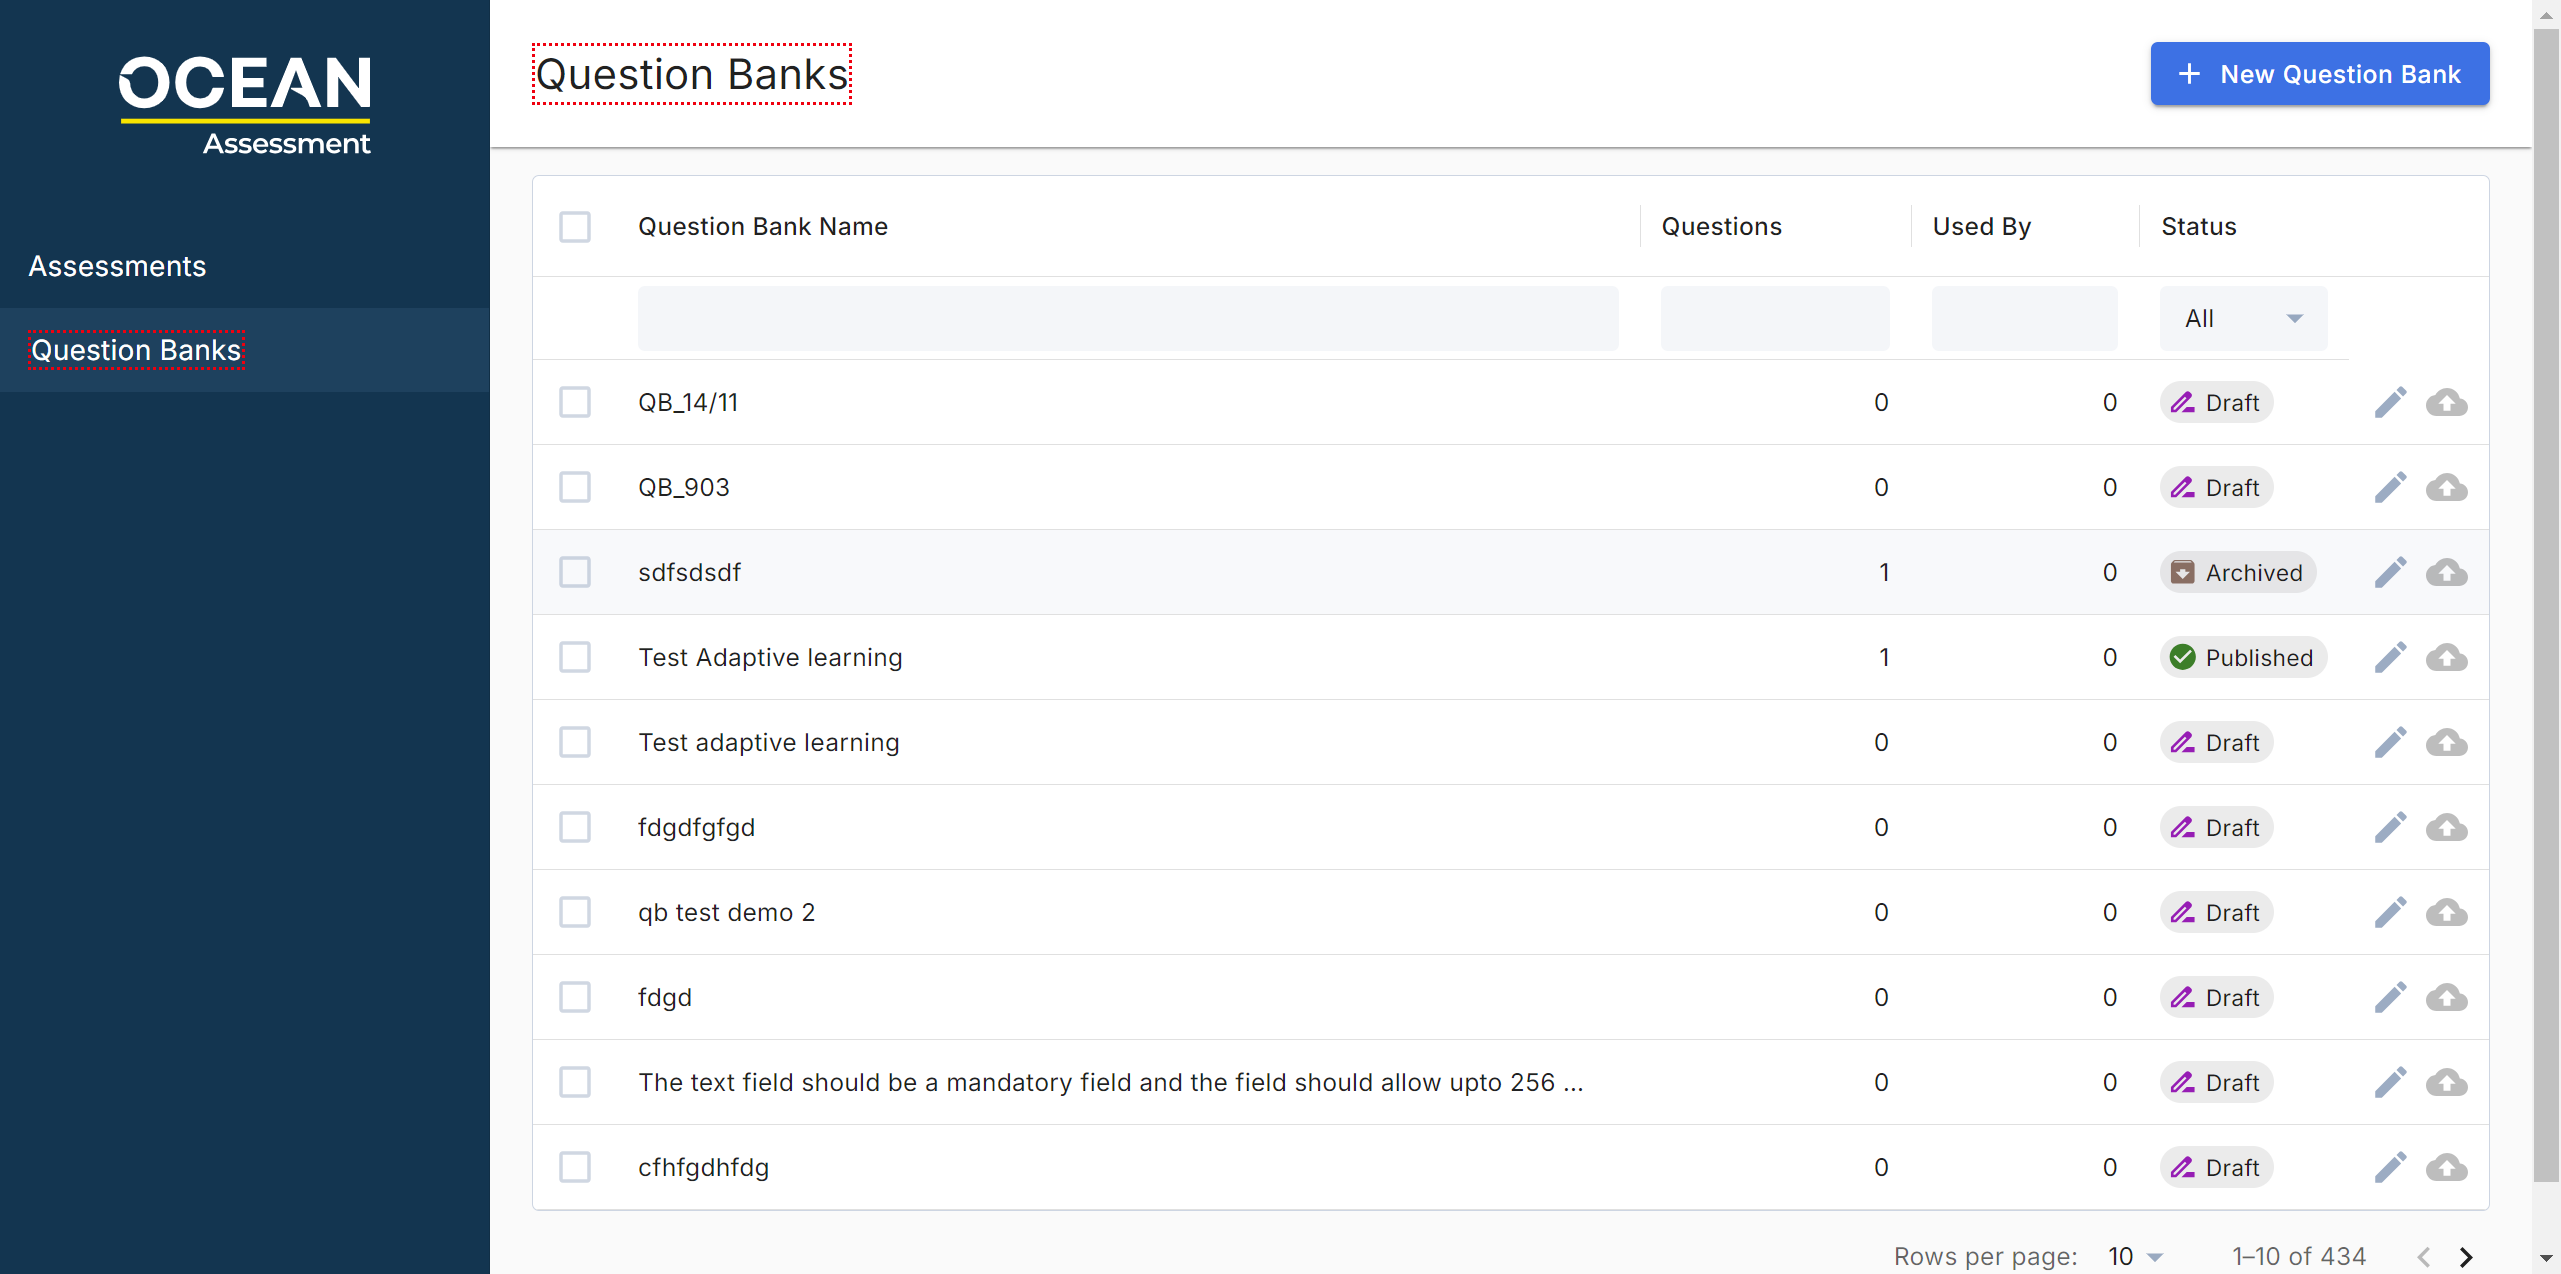 OCEAN
Assessment
Assessments
Question Banks
Question Banks
New Question Bank
Question Bank Name Questions Used By Status
All
QB_14/11 0 0 Draft
QB_903 0 0 Draft
sdfsdsdf 1 0 Archived
Test Adaptive learning 1 0 Published
Test adaptive learning 0 0 Draft
fdgdfgfgd 0 0 Draft
qb test demo 2 0 0 Draft
fdgd 0 0 Draft
The text field should be a mandatory field and the field should allow upto 256 ... 0 0 Draft
cfhfgdhfdg 0 0 Draft
Rows per page: 10 1–10 of 434